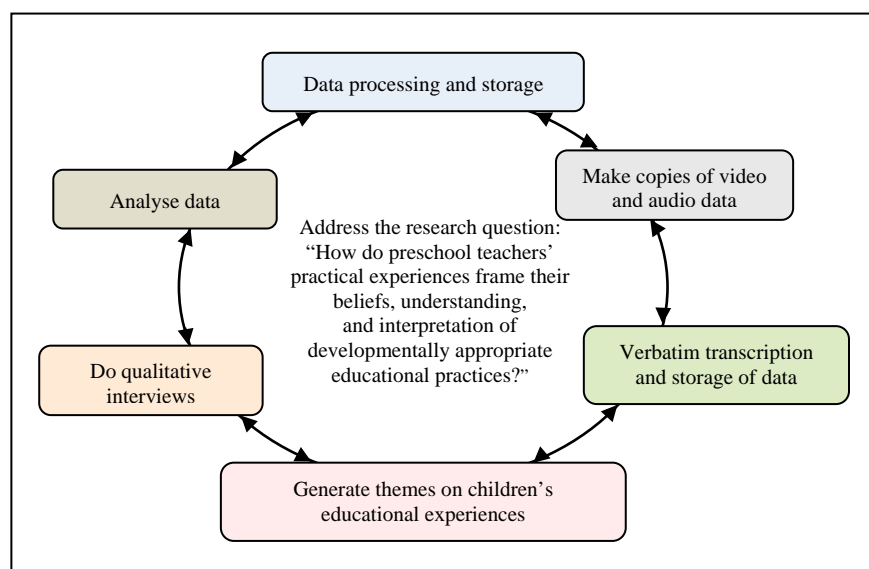 Data processing and storage
Make copies of video
and audio data
Analyse data
Address the research question:
“How do preschool teachers’
practical experiences frame their
beliefs, understanding,
and interpretation of
developmentally appropriate
educational practices?”
Verbatim transcription
and storage of data
Do qualitative
interviews
Generate themes on children’s
educational experiences